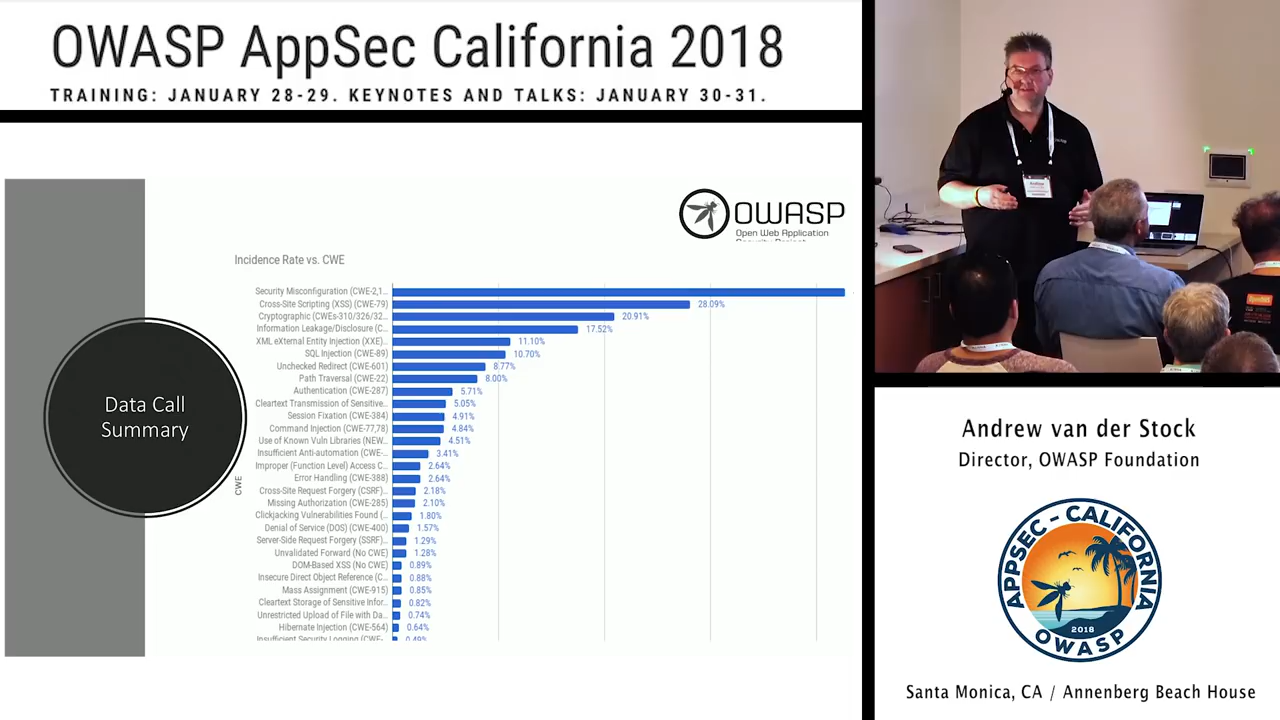 OWASP AppSec California 2018
TRAINING: JANUARY 28-29. KEYNOTES AND TALKS: JANUARY 30-31.
OWASP
Open Web Application
Security Project
Data Call
Summary
Incidence Rate vs. CWE
CWE
Security Misconfiguration (CWE-2,1...
Cross-Site Scripting (XSS) (CWE-79) 28.09%
Cryptographic (CWEs-310/326/32... 20.91%
Information Leakage/Disclosure (C... 17.52%
XML eXternal Entity Injection (XXE)... 11.10%
SQL Injection (CWE-89) 10.70%
Unchecked Redirect (CWE-601) 8.77%
Path Traversal (CWE-22) 8.00%
Authentication (CWE-287) 5.71%
Cleartext Transmission of Sensitive... 5.05%
Session Fixation (CWE-384) 4.91%
Command Injection (CWE-77,78) 4.84%
Use of Known Vuln Libraries (NEW... 4.51%
Insufficient Anti-automation (CWE-... 3.41%
Improper (Function Level) Access C... 2.64%
Error Handling (CWE-388) 2.64%
Cross-Site Request Forgery (CSRF)... 2.18%
Missing Authorization (CWE-285) 2.10%
Clickjacking Vulnerabilities Found (... 1.80%
Denial of Service (DOS) (CWE-400) 1.57%
Server-Side Request Forgery (SSRF)... 1.29%
Unvalidated Forward (No CWE) 1.28%
DOM-Based XSS (No CWE) 0.89%
Insecure Direct Object Reference (C... 0.88%
Mass Assignment (CWE-915) 0.85%
Cleartext Storage of Sensitive Infor... 0.82%
Unrestricted Upload of File with Da... 0.74%
Hibernate Injection (CWE-564) 0.64%
Insufficient Security Logging (CWE-... 0.49%
Andrew van der Stock
Director, OWASP Foundation
APPSEC - CALIFORNIA
2018
OWASP
Santa Monica, CA / Annenberg Beach House